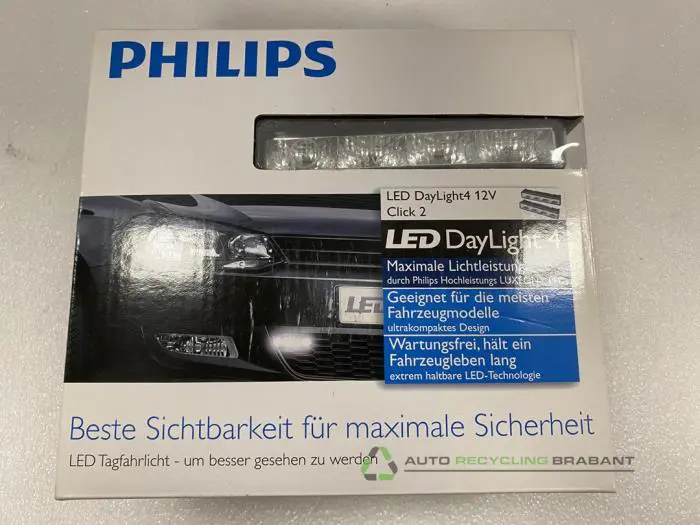 PHILIPS
LED DayLight4 12V
Click 2
LED DayLight 4
Maximale Lichtleistung
durch Philips Hochleistungs
Geeignet für die meisten
Fahrzeugmodelle
ultrakompaktes Design
Wartungsfrei, hält ein
Fahrzeugleben lang
extrem haltbare LED-Technologie
LED
Beste Sichtbarkeit für maximale Sicherheit
LED Tagfahrlicht - um besser gesehen zu werden
AUTO RECYCLING BRABANT